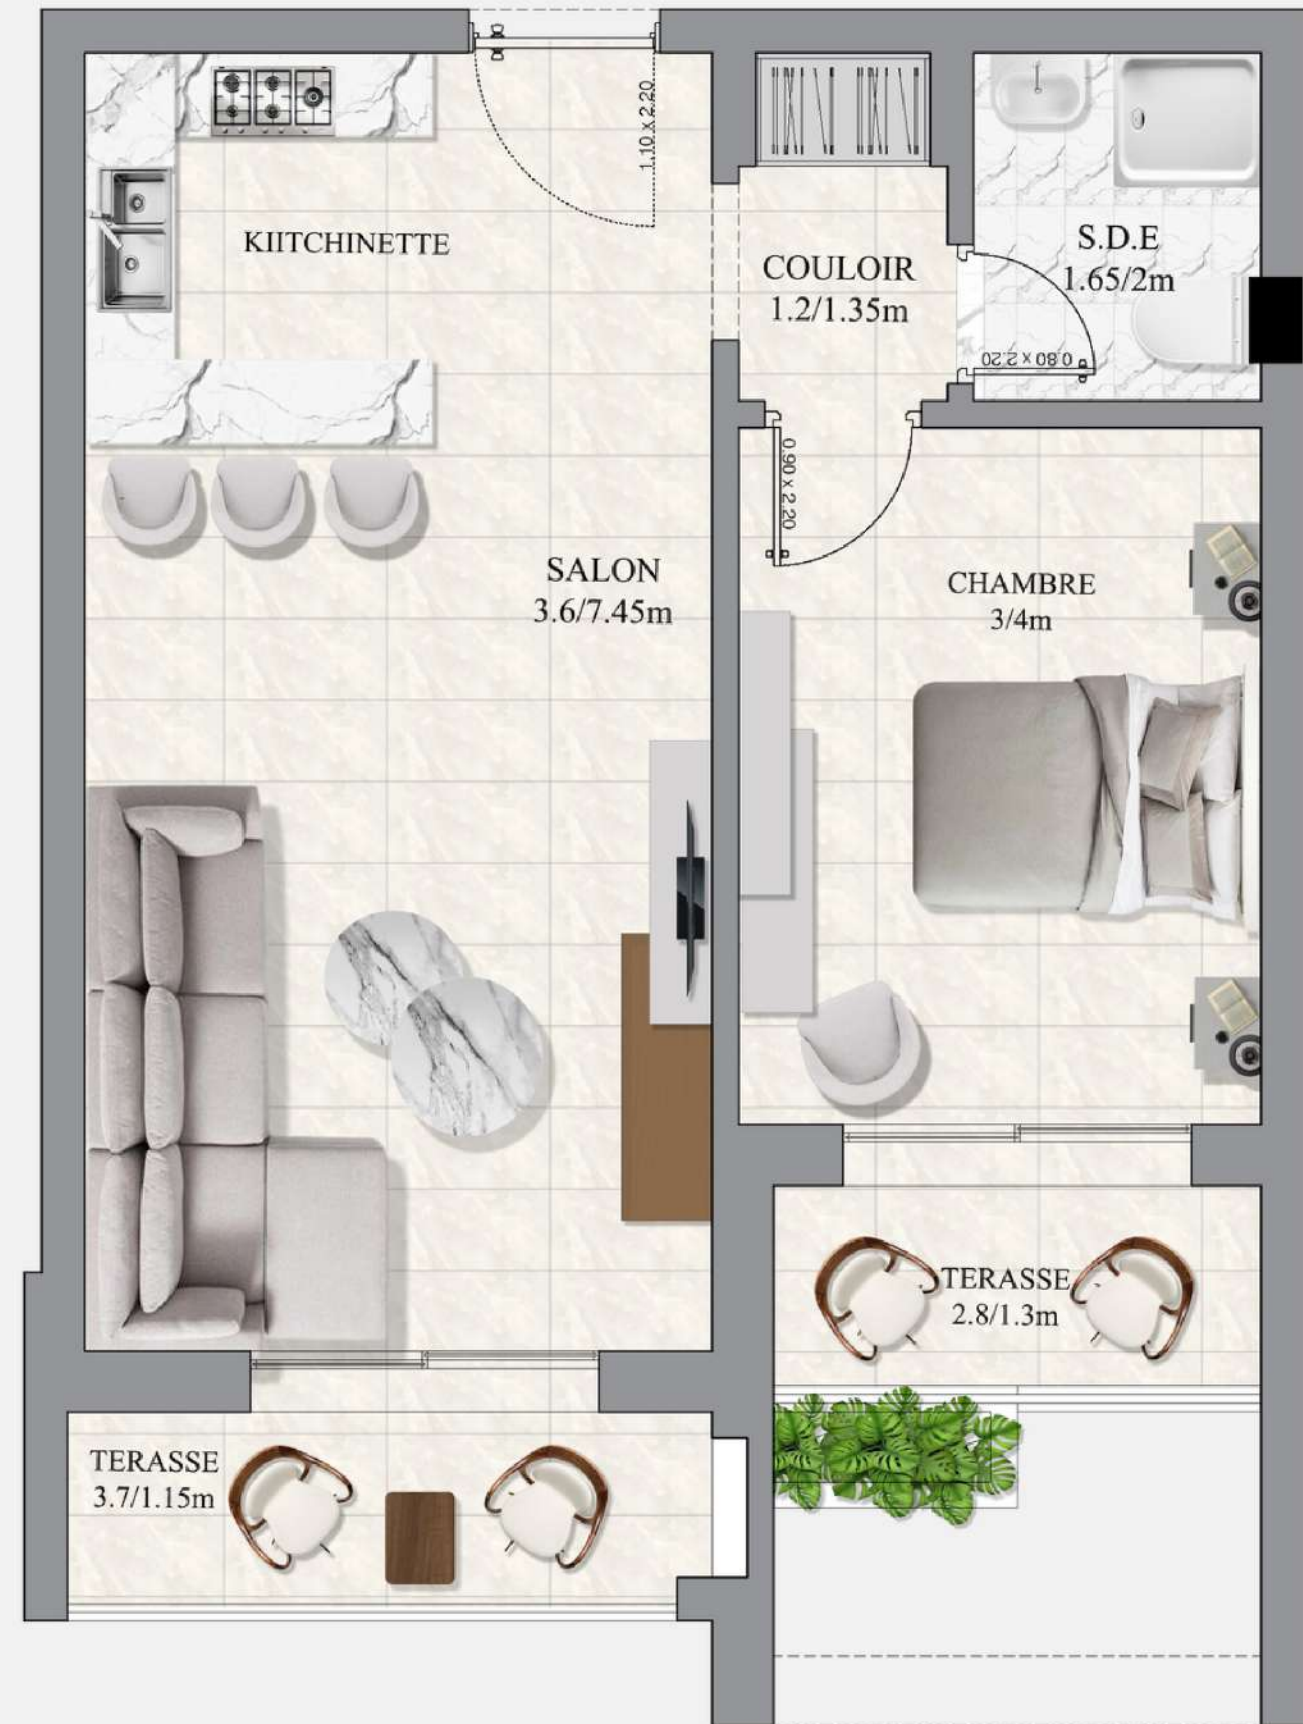 1.10 x 2.20
KIITCHINETTE
COULOIR
1.2/1.35m
S.D.E
1.65/2m
0.80 x 2.20
0.90 x 2.20
SALON
3.6/7.45m
CHAMBRE
3/4m
TERASSE
2.8/1.3m
TERASSE
3.7/1.15m